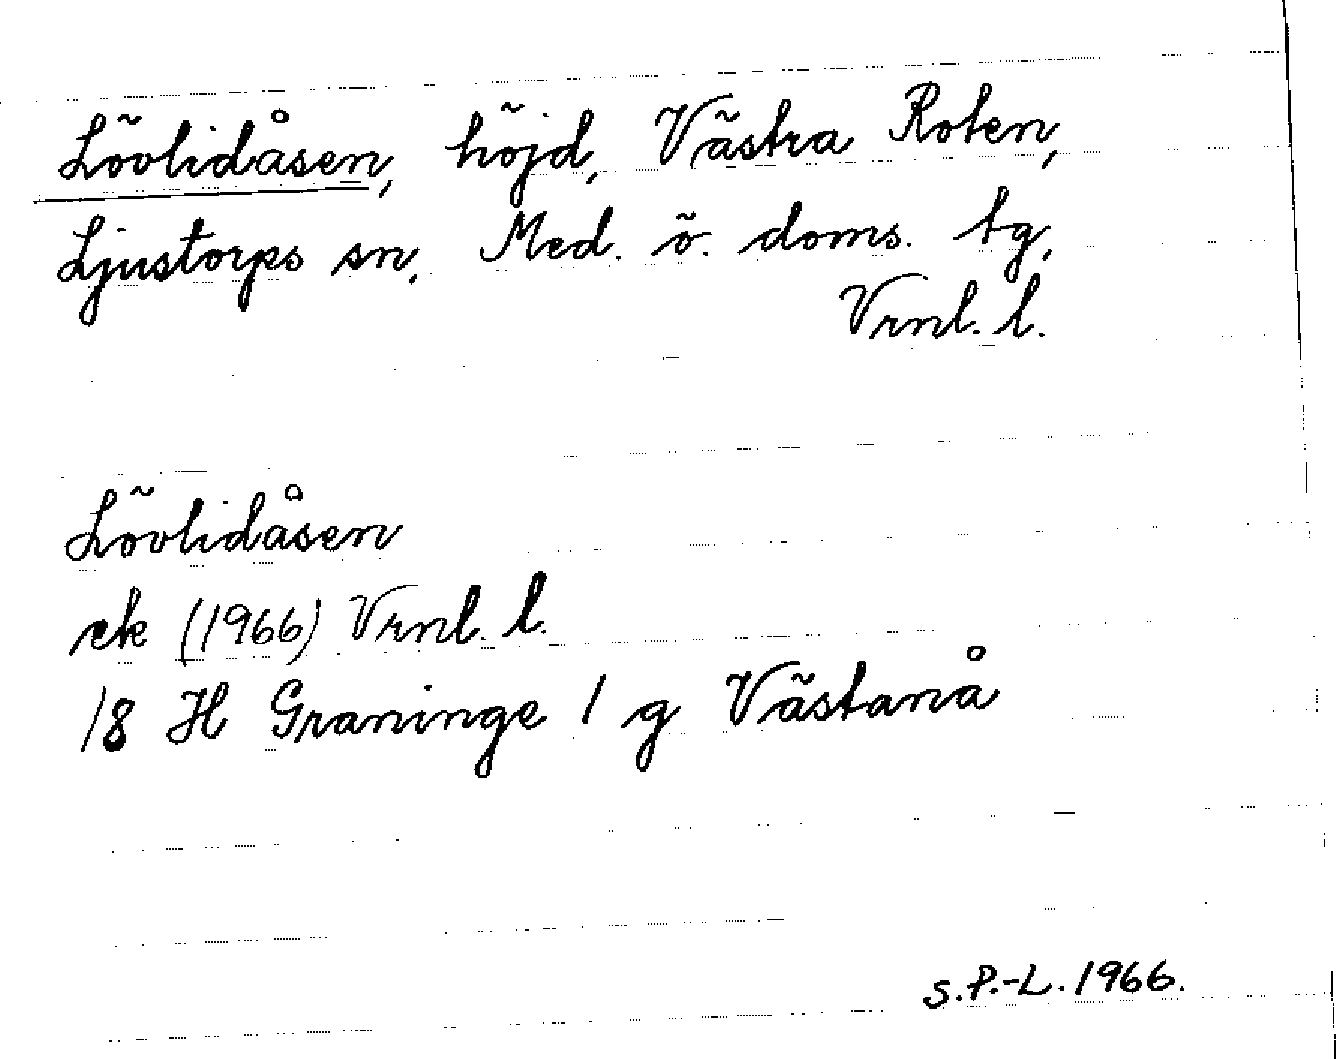 Lövlidåsen, höjd, Västra Roten,
Ljustorps sn, Med. ö. doms. tg,
Vrnl. l.
Lövlidåsen
ek (1966) Vrnl. l.
18 H Graninge 1 g Västanå
S.P.-L. 1966.